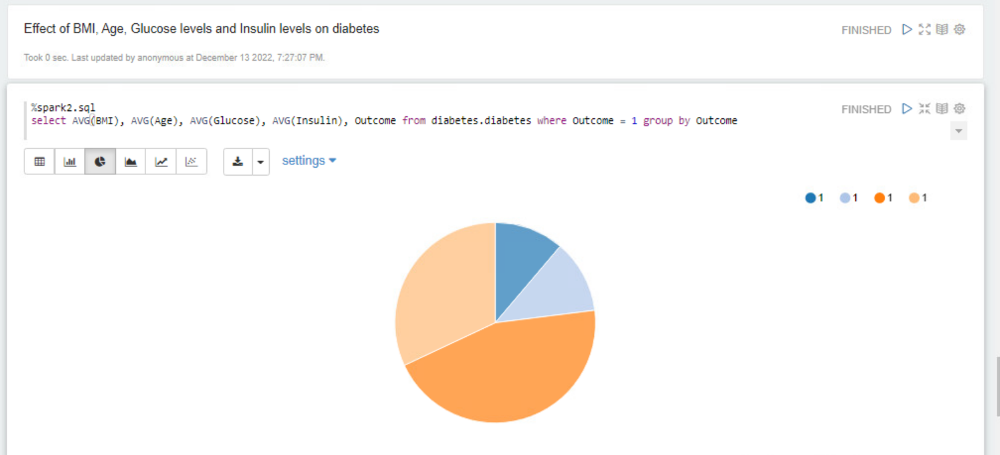 Effect of BMI, Age, Glucose levels and Insulin levels on diabetes
FINISHED
Took 0 sec. Last updated by anonymous at December 13 2022, 7:27:07 PM.
%spark2.sql
FINISHED
select AVG(BMI), AVG(Age), AVG(Glucose), AVG(Insulin), Outcome from diabetes.diabetes where Outcome = 1 group by Outcome
settings
1 1 1 1